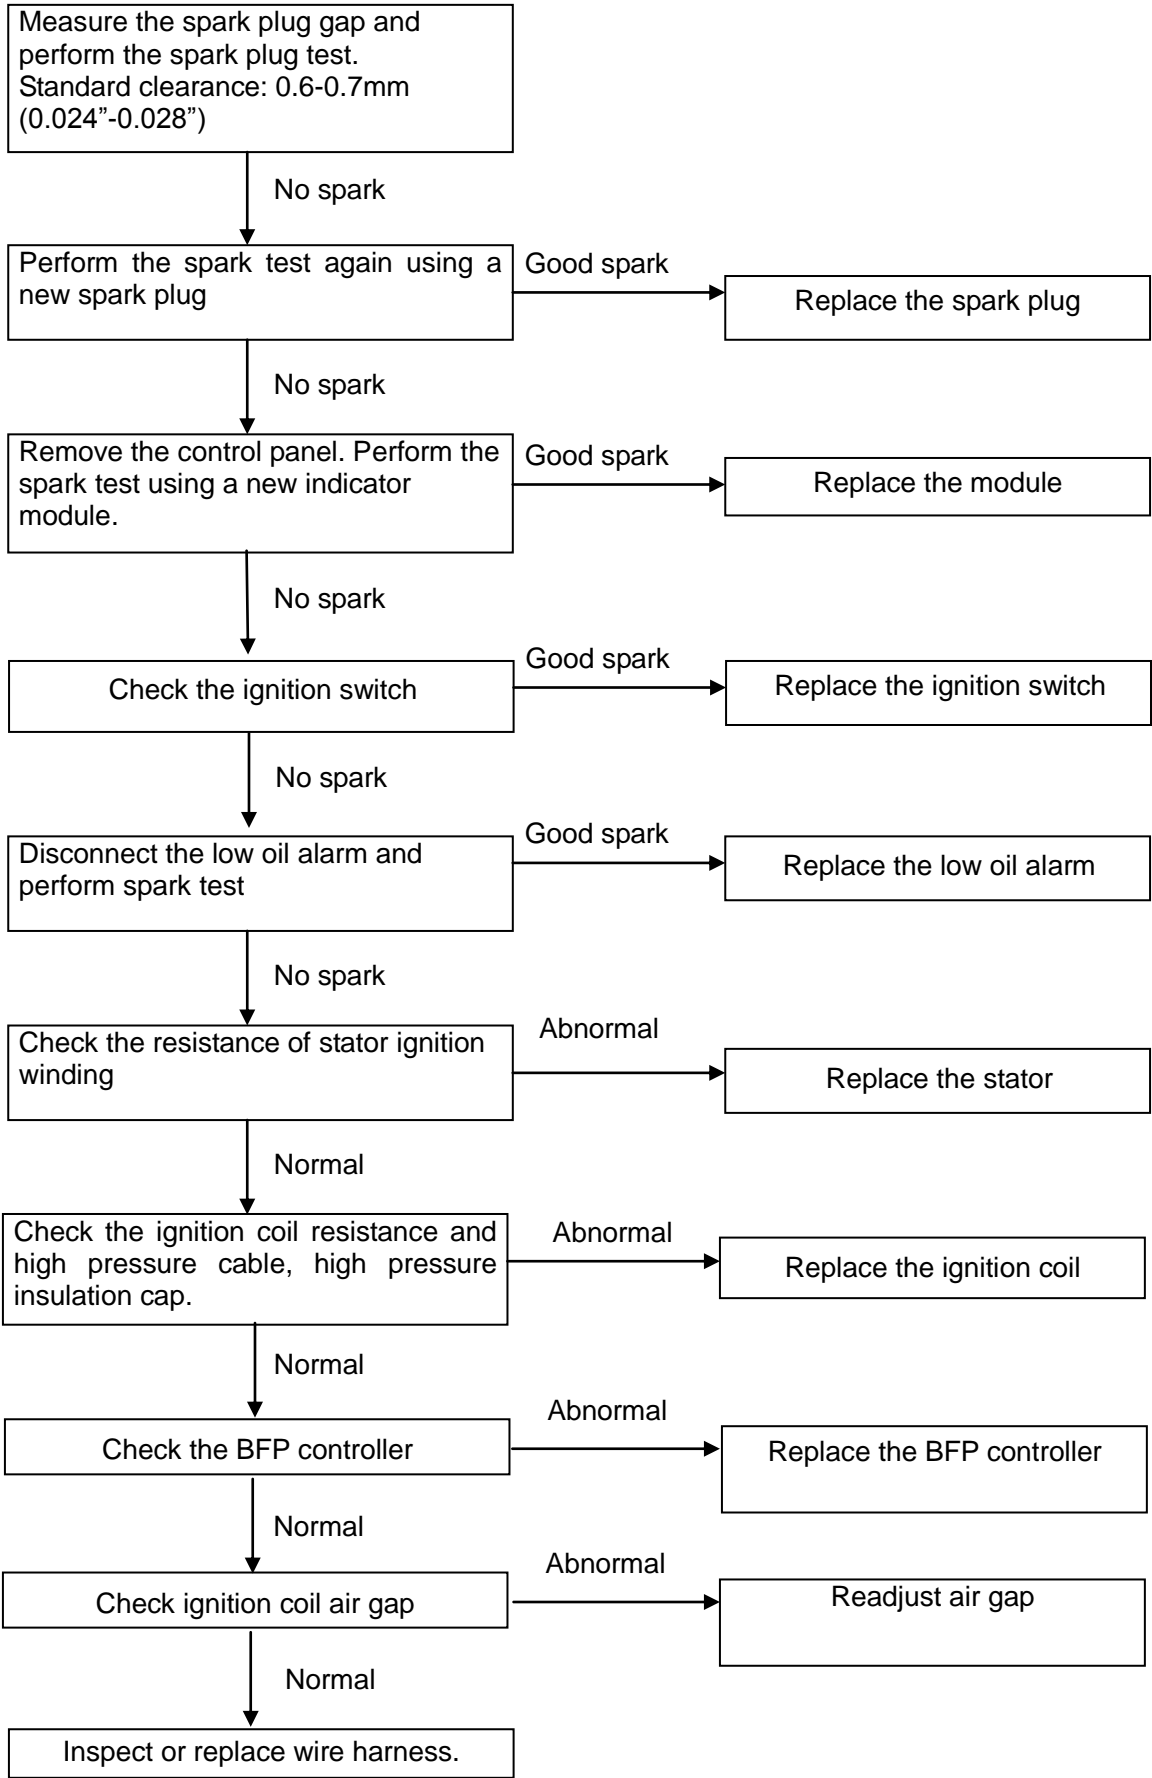 Measure the spark plug gap and
perform the spark plug test.
Standard clearance: 0.6-0.7mm
(0.024”-0.028”)
No spark
Perform the spark test again using a
new spark plug
Good spark
Replace the spark plug
No spark
Remove the control panel. Perform the
spark test using a new indicator
module.
Good spark
Replace the module
No spark
Check the ignition switch
Good spark
Replace the ignition switch
No spark
Disconnect the low oil alarm and
perform spark test
Good spark
Replace the low oil alarm
No spark
Check the resistance of stator ignition
winding
Abnormal
Replace the stator
Normal
Check the ignition coil resistance and
high pressure cable, high pressure
insulation cap.
Abnormal
Replace the ignition coil
Normal
Check the BFP controller
Abnormal
Replace the BFP controller
Normal
Check ignition coil air gap
Abnormal
Readjust air gap
Normal
Inspect or replace wire harness.